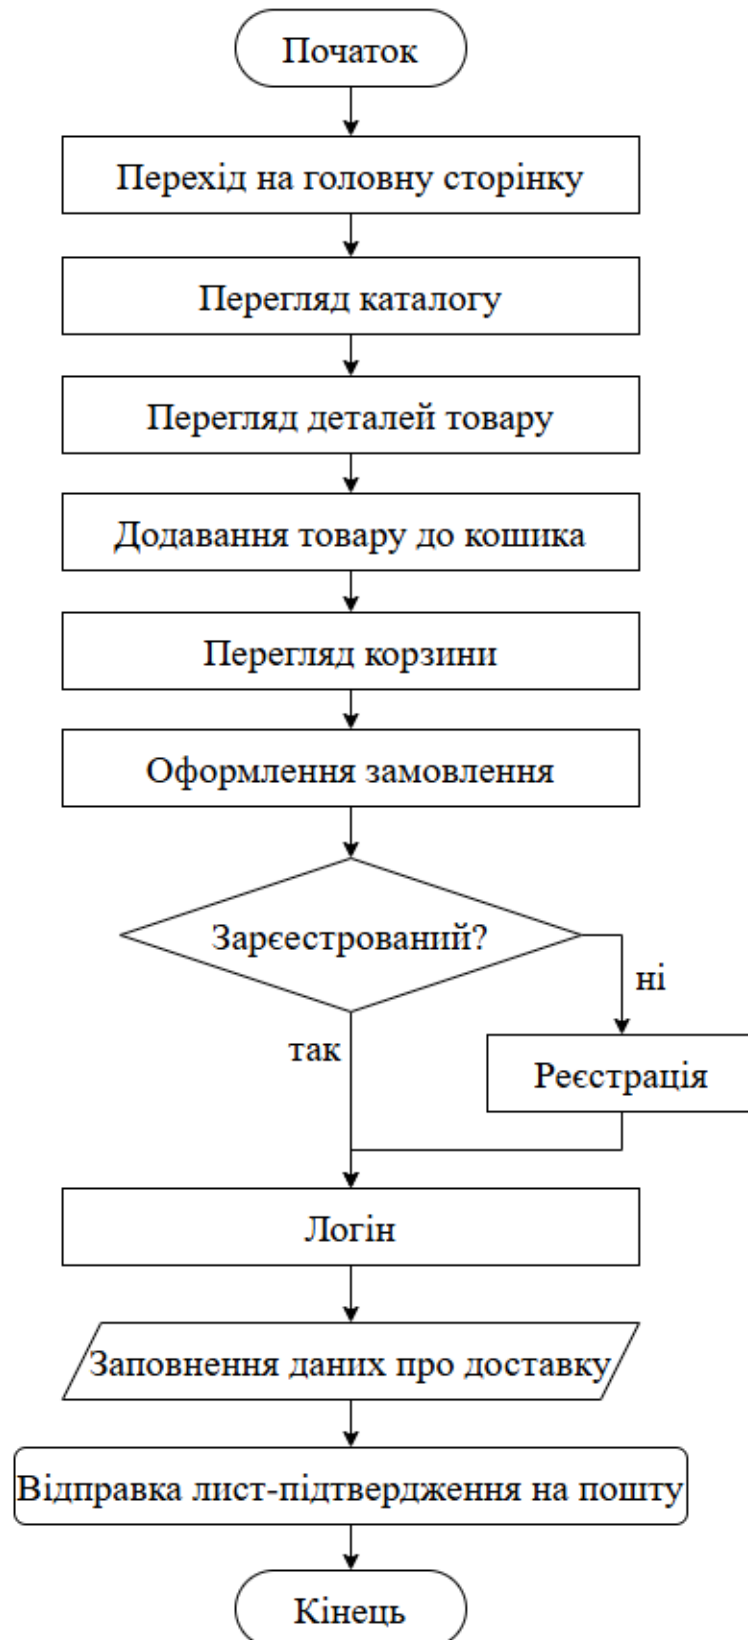 Початок
Перехід на головну сторінку
Перегляд каталогу
Перегляд деталей товару
Додавання товару до кошика
Перегляд корзини
Оформлення замовлення
Зарєестрований?
ні
так
Реєстрація
Логін
Заповнення даних про доставку
Відправка лист-підтвердження на пошту
Кінець